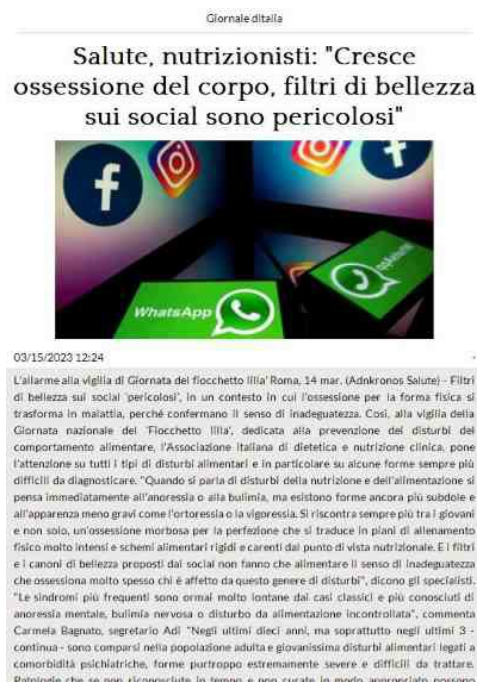 Giornale ditalia
Salute, nutrizionisti: "Cresce
ossessione del corpo, filtri di bellezza
sui social sono pericolosi"
WhatsApp
03/15/2023 12:24
L'allarme alla vigilia di Giornata del fiocchetto lilla' Roma, 14 mar. (Adnkronos Salute) - Filtri
di bellezza sui social 'pericolosi', in un contesto in cui l'ossessione per la forma fisica si
trasforma in malattia, perché confermano il senso di inadeguatezza. Così, alla vigilia della
Giornata nazionale del 'Fiocchetto lilla', dedicata alla prevenzione dei disturbi del
comportamento alimentare, l'Associazione italiana di dietetica e nutrizione clinica, pone
l'attenzione su tutti i tipi di disturbi alimentari e in particolare su alcune forme sempre più
difficili da diagnosticare. "Quando si parla di disturbi della nutrizione e dell'alimentazione si
pensa immediatamente all'anoressia o alla bulimia, ma esistono forme ancora più subdole e
all'apparenza meno gravi come l'ortoressia o la vigoressia. Si riscontra sempre più tra i giovani
e non solo, un'ossessione morbosa per la perfezione che si traduce in piani di allenamento
fisico molto intensi e schemi alimentari rigidi e carenti dal punto di vista nutrizionale. E i filtri
e i canoni di bellezza proposti dai social non fanno che alimentare il senso di inadeguatezza
che ossessiona molto spesso chi è affetto da questo genere di disturbi", dicono gli specialisti.
"Le sindromi più frequenti sono ormai molto lontane dai casi classici e più conosciuti di
anoressia mentale, bulimia nervosa o disturbo da alimentazione incontrollata", commenta
Carmela Bagnato, segretario Adi "Negli ultimi dieci anni, ma soprattutto negli ultimi 3 -
continua - sono comparsi nella popolazione adulta e giovanissima disturbi alimentari legati a
comorbidità psichiatriche, forme purtroppo estremamente severe e difficili da trattare.
Patologie che se non riconosciute in tempo e non curate in modo appropriato possono